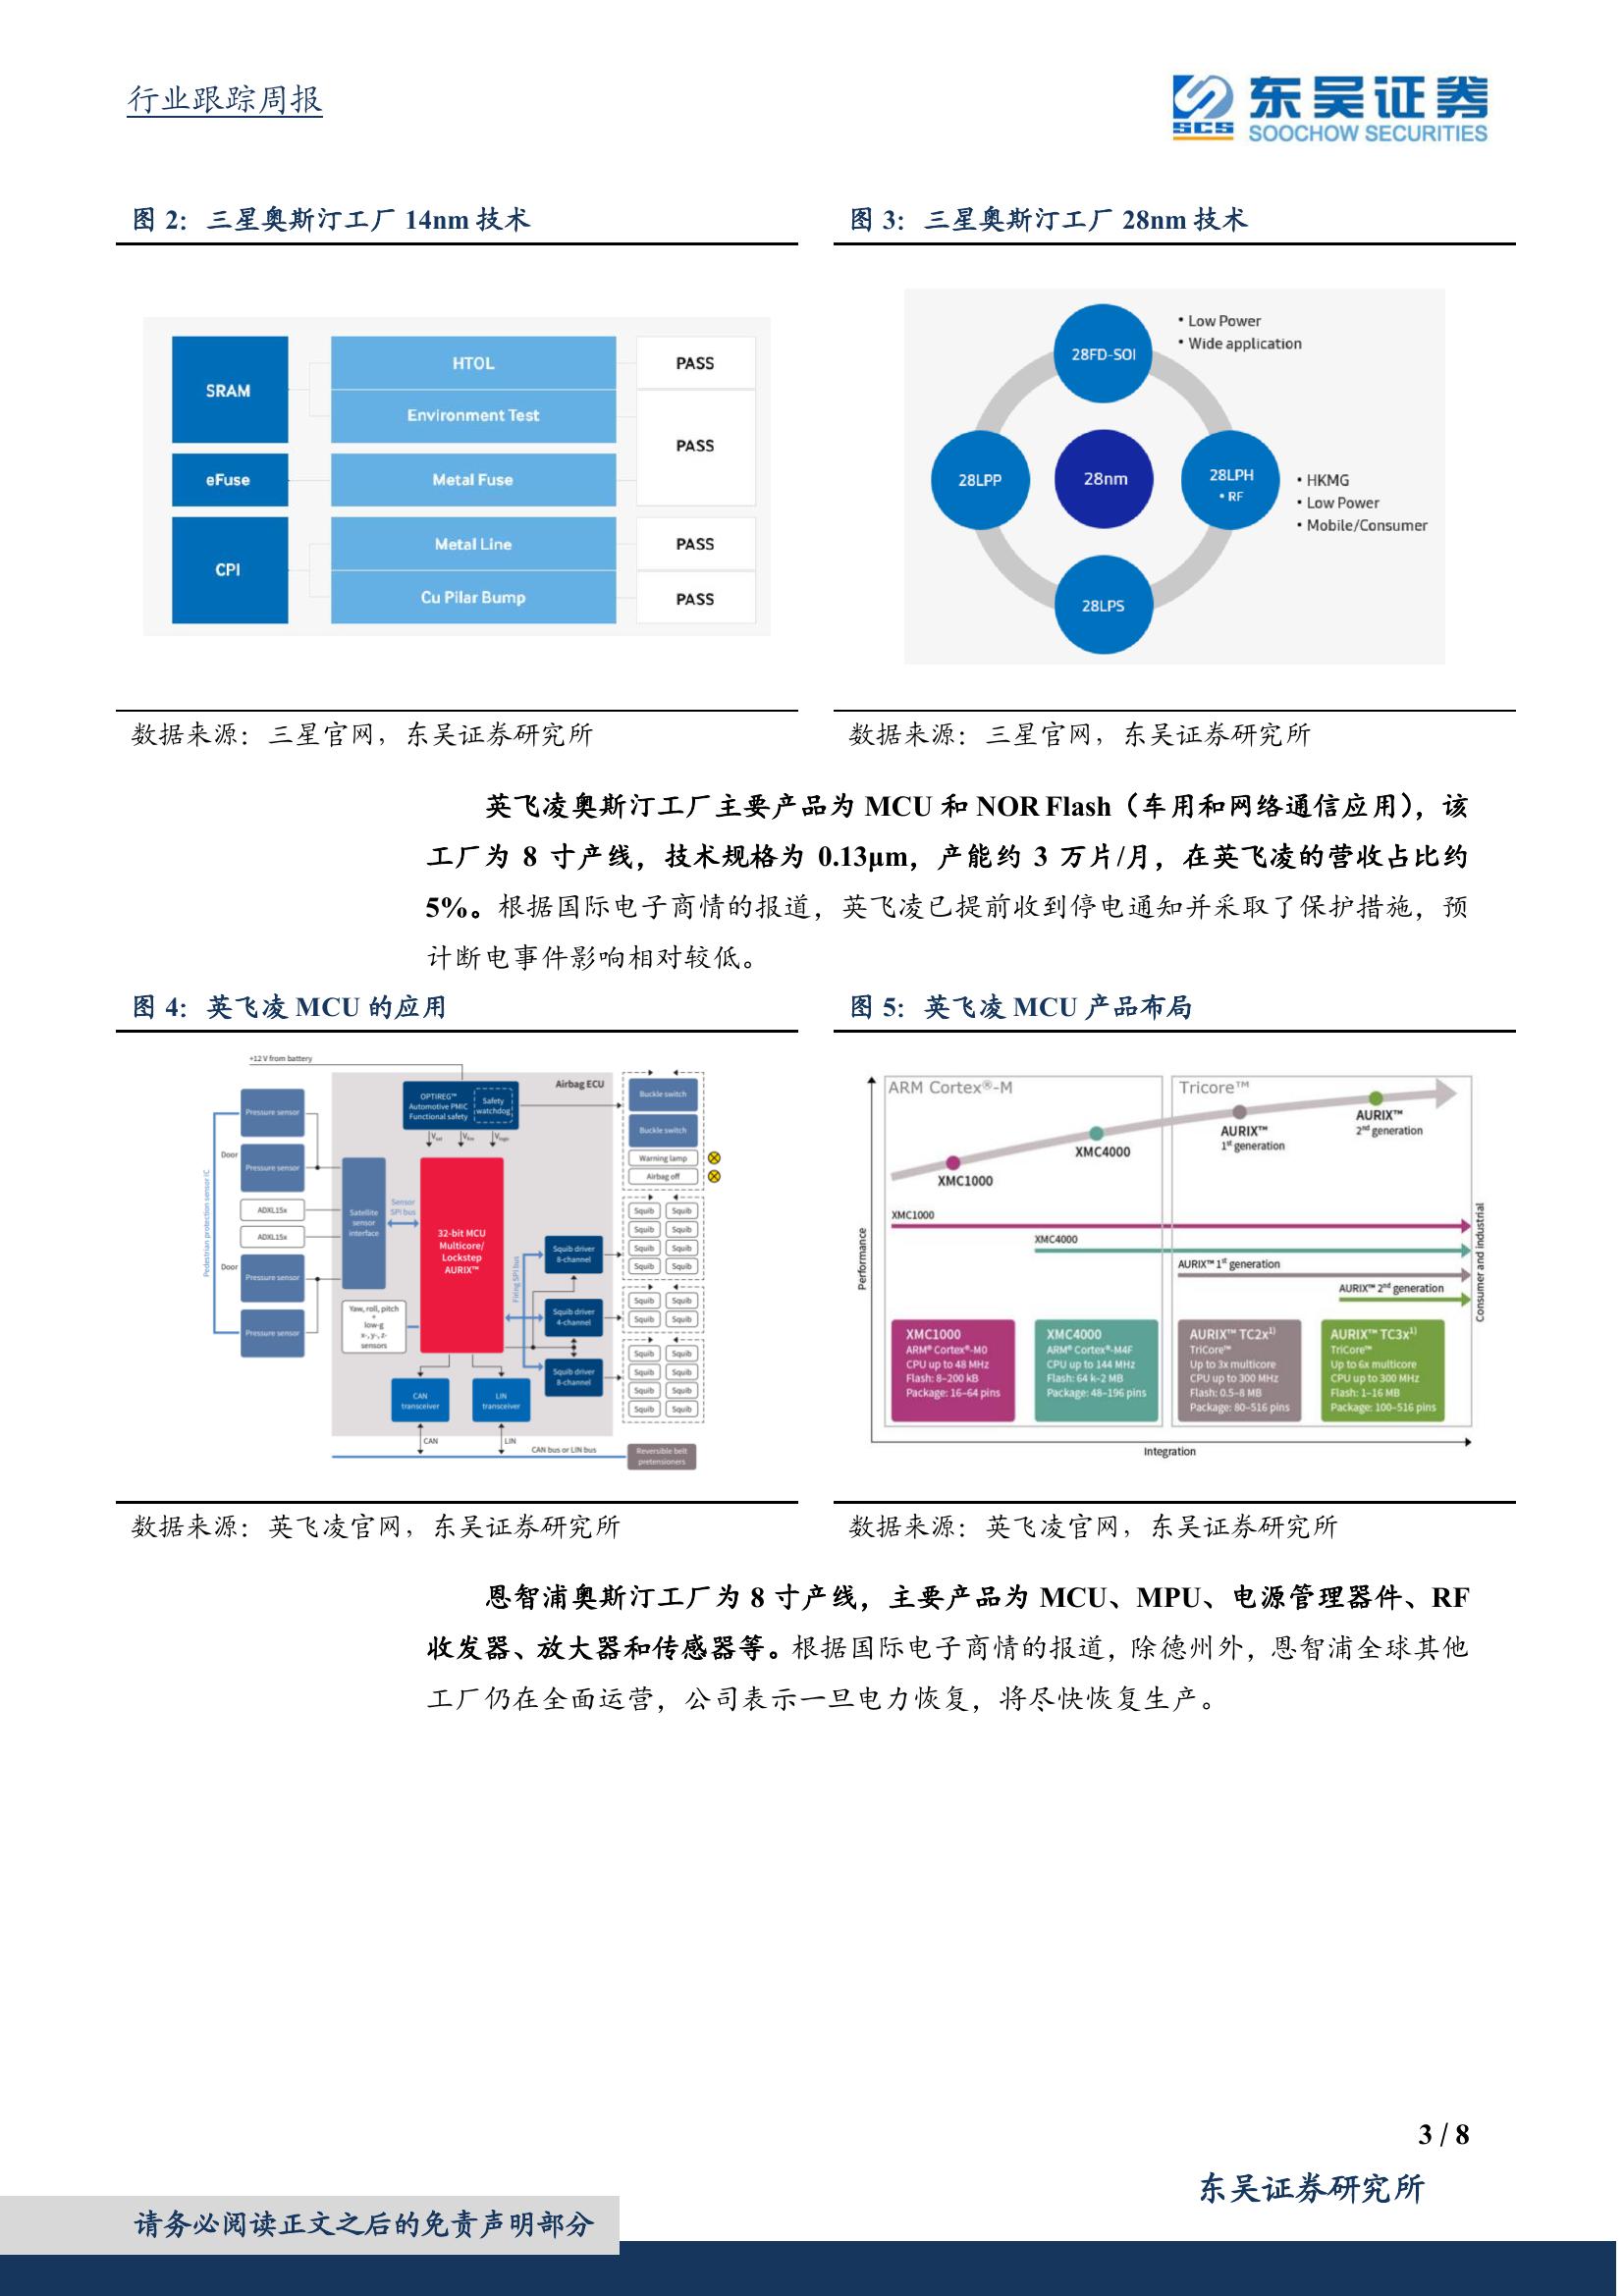 行业跟踪周报
东吴证券
SCS
SOOCHOW SECURITIES
图 2：三星奥斯汀工厂 14nm 技术
SRAM
HTOL
PASS
Environment Test
PASS
eFuse
Metal Fuse
CPI
Metal Line
PASS
Cu Pilar Bump
PASS
数据来源：三星官网，东吴证券研究所
图 3：三星奥斯汀工厂 28nm 技术
28FD-SOI
• Low Power
• Wide application
28LPP
28nm
28LPH
• RF
• HKMG
• Low Power
• Mobile/Consumer
28LPS
数据来源：三星官网，东吴证券研究所
英飞凌奥斯汀工厂主要产品为 MCU 和 NOR Flash（车用和网络通信应用），该
工厂为 8 寸产线，技术规格为 0.13μm，产能约 3 万片/月，在英飞凌的营收占比约
5%。根据国际电子商情的报道，英飞凌已提前收到停电通知并采取了保护措施，预
计断电事件影响相对较低。
图 4：英飞凌 MCU 的应用
+12 V from battery
Airbag ECU
OPTIREG™
Automotive PMIC
Functional safety
Safety
watchdog
Pressure sensor
Door
Pressure sensor
ADXL15x
ADXL15x
Door
Pressure sensor
Pressure sensor
Pedestrian protection sensor IC
Satellite
sensor
interface
Sensor
SPI bus
32-bit MCU
Multicore/
Lockstep
AURIX™
Yaw, roll, pitch
+
low-g
x-, y-, z-
sensors
Firing SPI bus
Squib driver
8-channel
Squib driver
4-channel
Squib driver
8-channel
Buckle switch
Buckle switch
Warning lamp
Airbag off
Squib Squib
Squib Squib
Squib Squib
Squib Squib
Squib Squib
Squib Squib
Squib Squib
Squib Squib
Squib Squib
Squib Squib
CAN
transceiver
LIN
transceiver
CAN
LIN
CAN bus or LIN bus
Reversible belt
pretensioners
数据来源：英飞凌官网，东吴证券研究所
图 5：英飞凌 MCU 产品布局
ARM Cortex®-M
Tricore™
XMC1000
XMC4000
AURIX™
1st generation
AURIX™
2nd generation
XMC1000
XMC4000
AURIX™ 1st generation
AURIX™ 2nd generation
Performance
Consumer and industrial
XMC1000
ARM® Cortex®-M0
CPU up to 48 MHz
Flash: 8–200 kB
Package: 16–64 pins
XMC4000
ARM® Cortex®-M4F
CPU up to 144 MHz
Flash: 64 k–2 MB
Package: 48–196 pins
AURIX™ TC2x1)
TriCore™
Up to 3x multicore
CPU up to 300 MHz
Flash: 0.5–8 MB
Package: 80–516 pins
AURIX™ TC3x1)
TriCore™
Up to 6x multicore
CPU up to 300 MHz
Flash: 1–16 MB
Package: 100–516 pins
Integration
数据来源：英飞凌官网，东吴证券研究所
恩智浦奥斯汀工厂为 8 寸产线，主要产品为 MCU、MPU、电源管理器件、RF
收发器、放大器和传感器等。根据国际电子商情的报道，除德州外，恩智浦全球其他
工厂仍在全面运营，公司表示一旦电力恢复，将尽快恢复生产。
3 / 8
东吴证券研究所
请务必阅读正文之后的免责声明部分